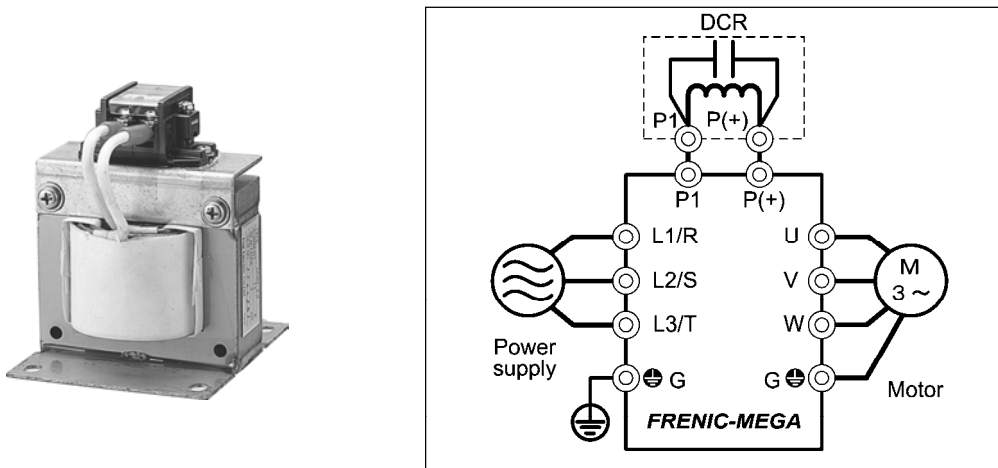 DCR
P1 P(+)
P1 P(+)
L1/R U
L2/S V
L3/T W
M
3 ~
Power
supply
G G
Motor
FRENIC-MEGA